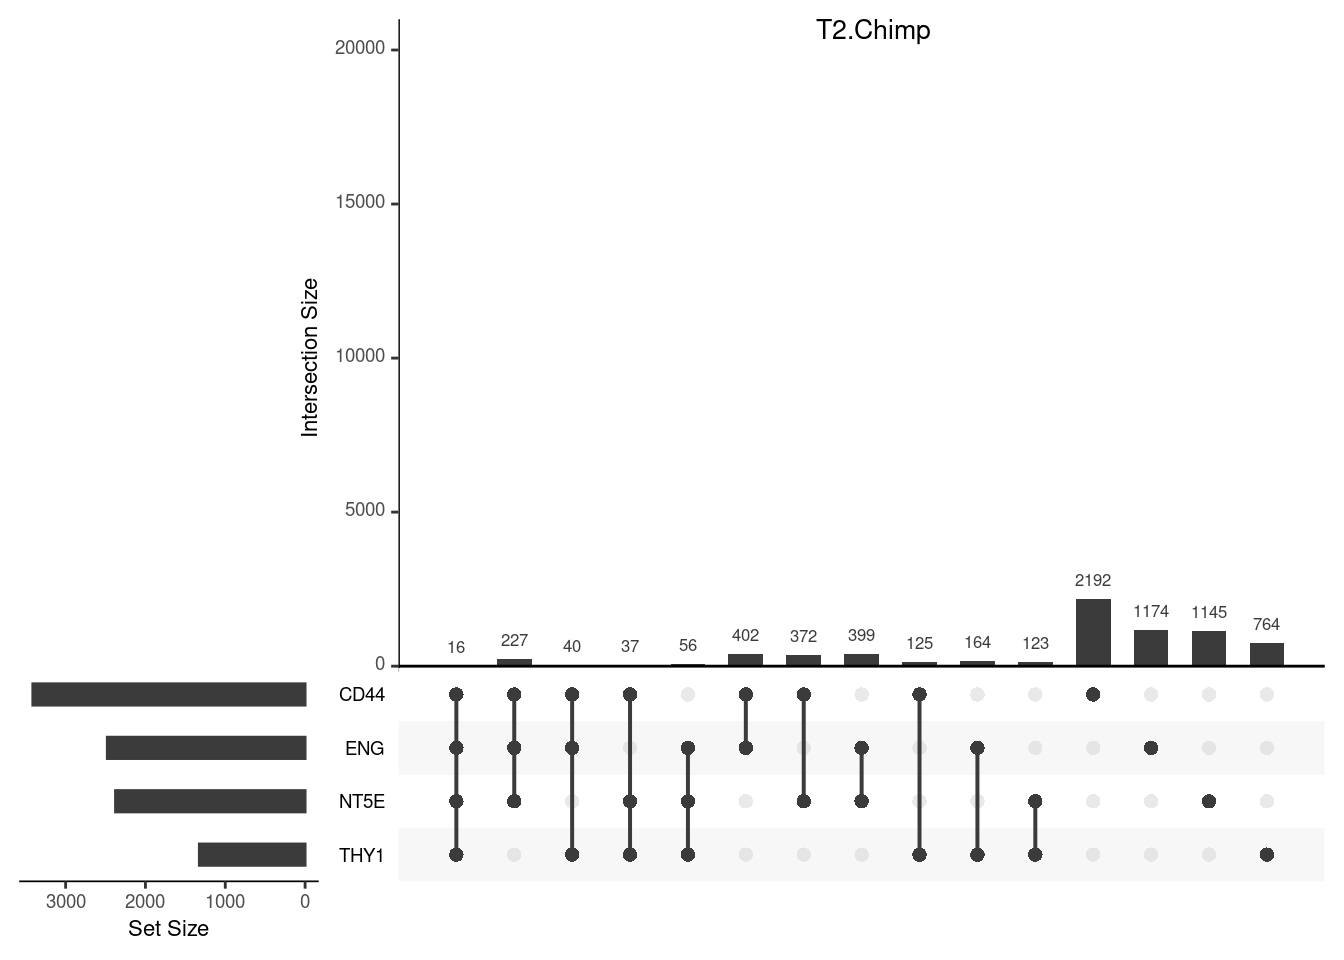 T2.Chimp
20000
15000
10000
5000
0
Intersection Size
16 227 40 37 56 402 372 399 125 164 123 2192 1174 1145 764
CD44
ENG
NT5E
THY1
3000 2000 1000 0
Set Size